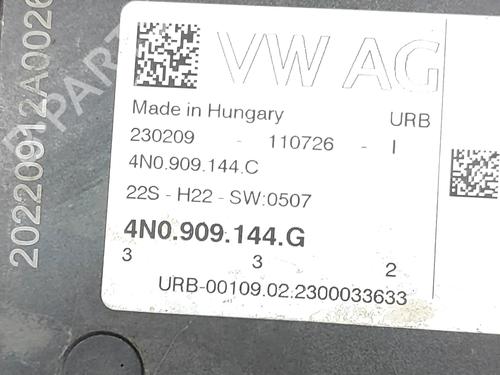 VW AG
Made in Hungary URB
230209 - 110726 - I
4N0.909.144.C
22S - H22 - SW:0507
4N0.909.144.G
3 3 2
URB-00109.02.2300033633
20220912A0026